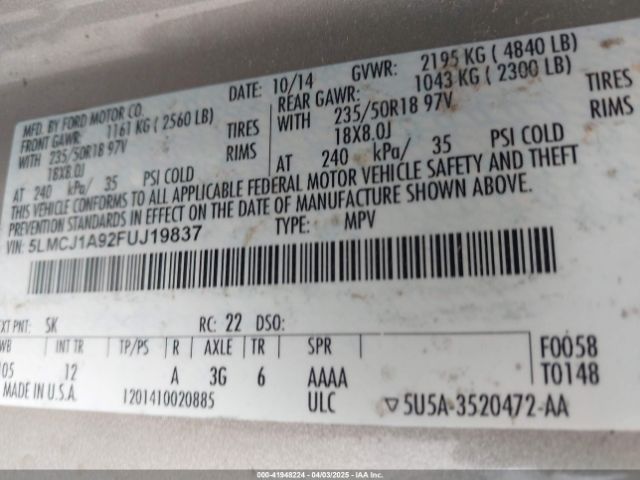 MFD. BY FORD MOTOR CO.
DATE: 10/14 GVWR: 2195 KG ( 4840 LB)
FRONT GAWR: 1161 KG ( 2560 LB)
REAR GAWR: 1043 KG ( 2300 LB)
WITH 235/50R18 97V TIRES
WITH 235/50R18 97V TIRES
18X8.0J RIMS
18X8.0J RIMS
AT 240 kPa/ 35 PSI COLD
AT 240 kPa/ 35 PSI COLD
THIS VEHICLE CONFORMS TO ALL APPLICABLE FEDERAL MOTOR VEHICLE SAFETY AND THEFT
PREVENTION STANDARDS IN EFFECT ON THE DATE OF MANUFACTURE SHOWN ABOVE.
VIN: 5LMCJ1A92FUJ19837 TYPE: MPV
EXT PNT: SK RC: 22 DSO:
WB INT TR TP/PS R AXLE TR SPR F0058
105 12 A 3G 6 AAAA T0148
MADE IN U.S.A. 1201410020885 ULC ▽5U5A-3520472-AA
000-41948224 | 04/03/2025 | IAA Inc.